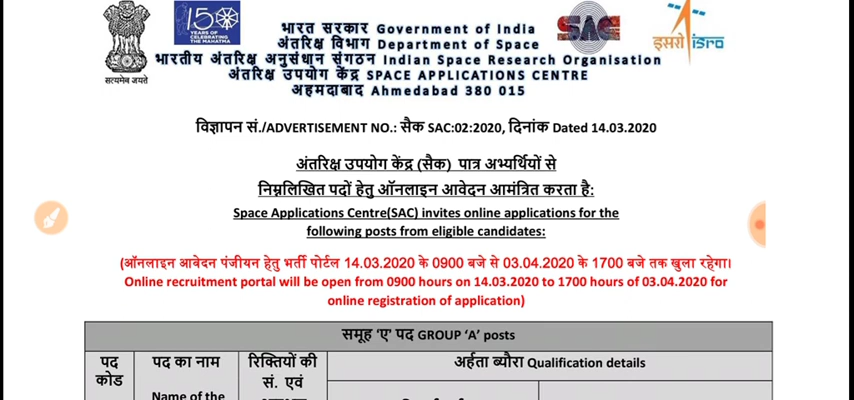 सत्यमेव जयते
150
YEARS OF
CELEBRATING
THE MAHATMA
भारत सरकार Government of India
अंतरिक्ष विभाग Department of Space
भारतीय अंतरिक्ष अनुसंधान संगठन Indian Space Research Organisation
अंतरिक्ष उपयोग केंद्र SPACE APPLICATIONS CENTRE
अहमदाबाद Ahmedabad 380 015
SAC
इसरो isro
विज्ञापन सं./ADVERTISEMENT NO.: सैक SAC:02:2020, दिनांक Dated 14.03.2020
अंतरिक्ष उपयोग केंद्र (सैक) पात्र अभ्यर्थियों से
निम्नलिखित पदों हेतु ऑनलाइन आवेदन आमंत्रित करता है:
Space Applications Centre(SAC) invites online applications for the
following posts from eligible candidates:
(ऑनलाइन आवेदन पंजीयन हेतु भर्ती पोर्टल 14.03.2020 के 0900 बजे से 03.04.2020 के 1700 बजे तक खुला रहेगा।
Online recruitment portal will be open from 0900 hours on 14.03.2020 to 1700 hours of 03.04.2020 for
online registration of application)
समूह ‘ए’ पद GROUP ‘A’ posts
पद कोड
पद का नाम
Name of the
रिक्तियों की
सं. एवं
अर्हता ब्यौरा Qualification details